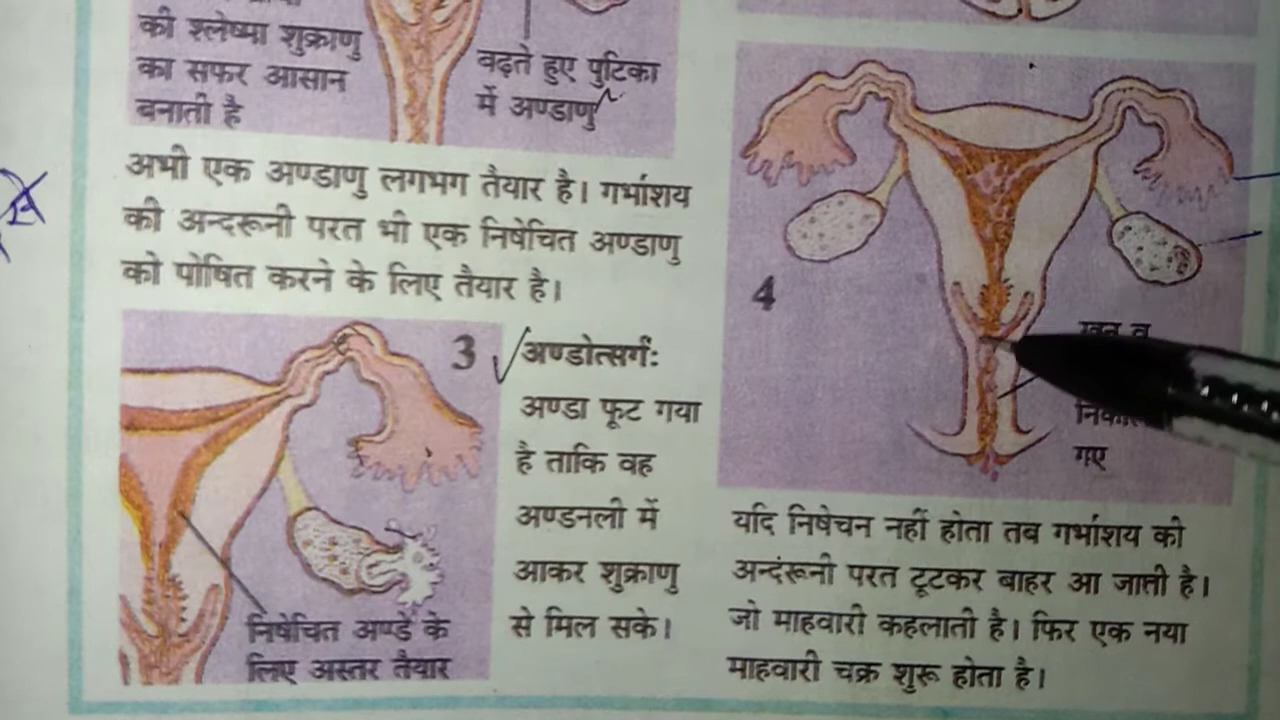 की श्लेष्मा शुक्राणु
का सफर आसान
बनाती है
बढ़ते हुए पुटिका
में अण्डाणु
अभी एक अण्डाणु लगभग तैयार है। गर्भाशय
की अन्दरूनी परत भी एक निषेचित अण्डाणु
को पोषित करने के लिए तैयार है।
3
अण्डोत्सर्गः
अण्डा फूट गया
है ताकि वह
अण्डनली में
आकर शुक्राणु
से मिल सके।
निषेचित अण्डे के
लिए अस्तर तैयार
4
खून व
गए
यदि निषेचन नहीं होता तब गर्भाशय की
अन्दंरूनी परत टूटकर बाहर आ जाती है।
जो माहवारी कहलाती है। फिर एक नया
माहवारी चक्र शुरू होता है।